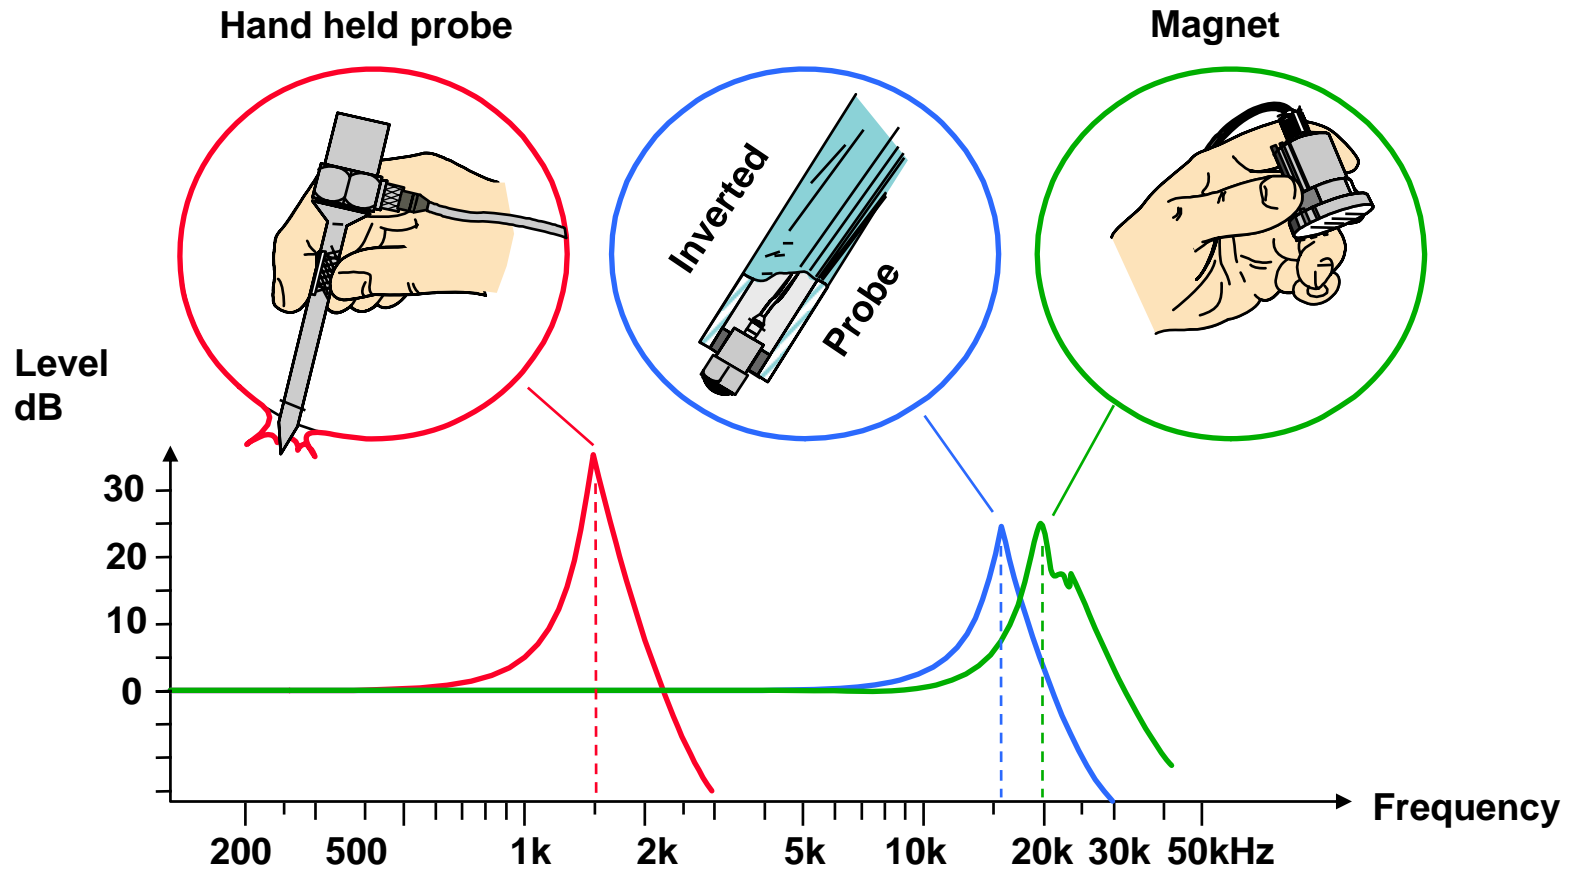 Hand held probe
Magnet
Inverted
Probe
Level
dB
30
20
10
0
200 500 1k 2k 5k 10k 20k 30k 50kHz
Frequency